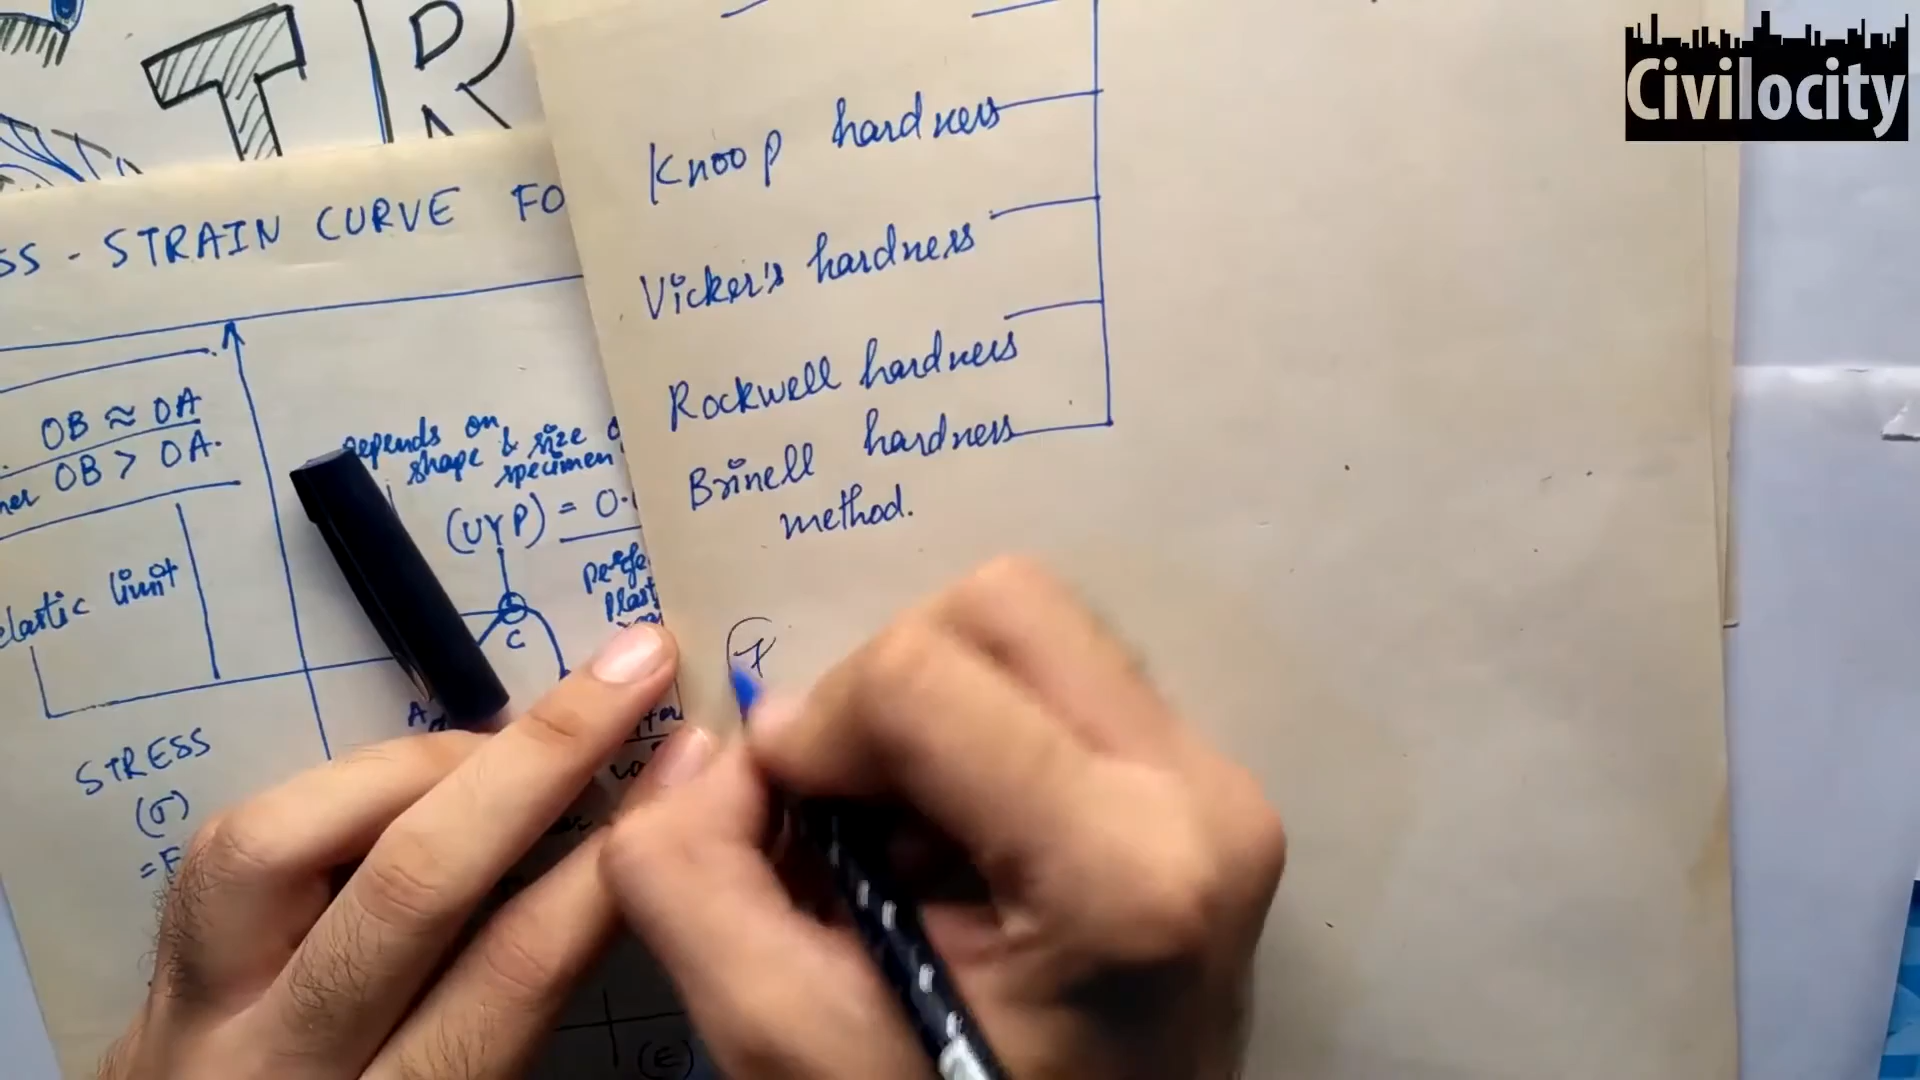 Civilocity
TR
SS - STRAIN CURVE FO
Knoop hardness
Vicker's hardness
Rockwell hardness
Brinell hardness
method.
OB ≈ OA
OB > OA.
elastic limit
depends on
shape & size
specimen
(UYP) = 0.
C
A
STRESS
(σ)
= F
(E)